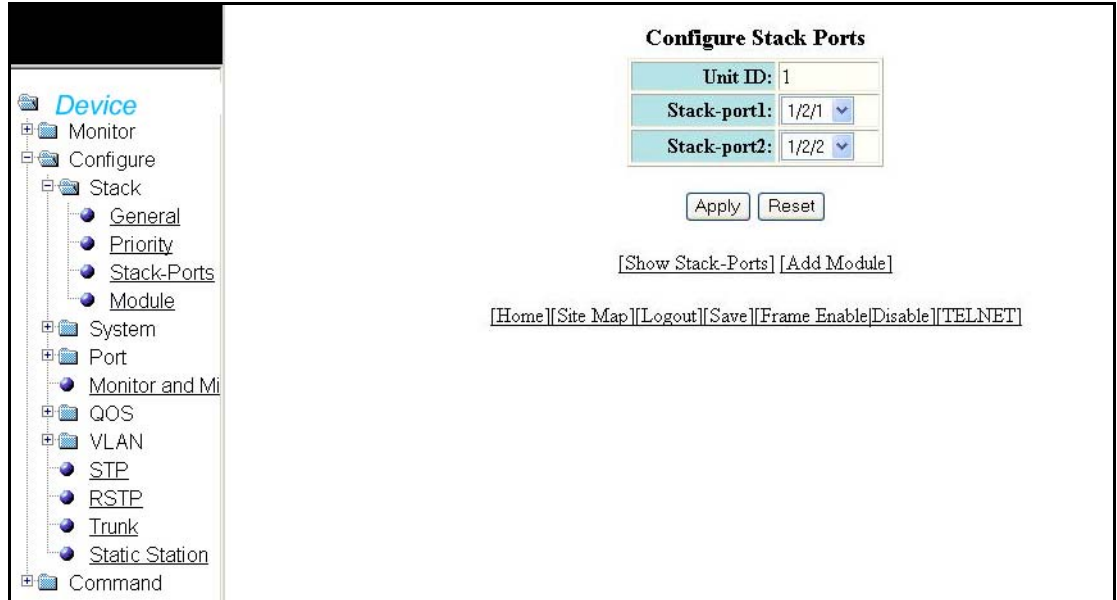 Device
Monitor
Configure
Stack
General
Priority
Stack-Ports
Module
System
Port
Monitor and Mi
QOS
VLAN
STP
RSTP
Trunk
Static Station
Command
Configure Stack Ports
Unit ID: 1
Stack-port1: 1/2/1
Stack-port2: 1/2/2
Apply Reset
[Show Stack-Ports] [Add Module]
[Home][Site Map][Logout][Save][Frame Enable|Disable][TELNET]